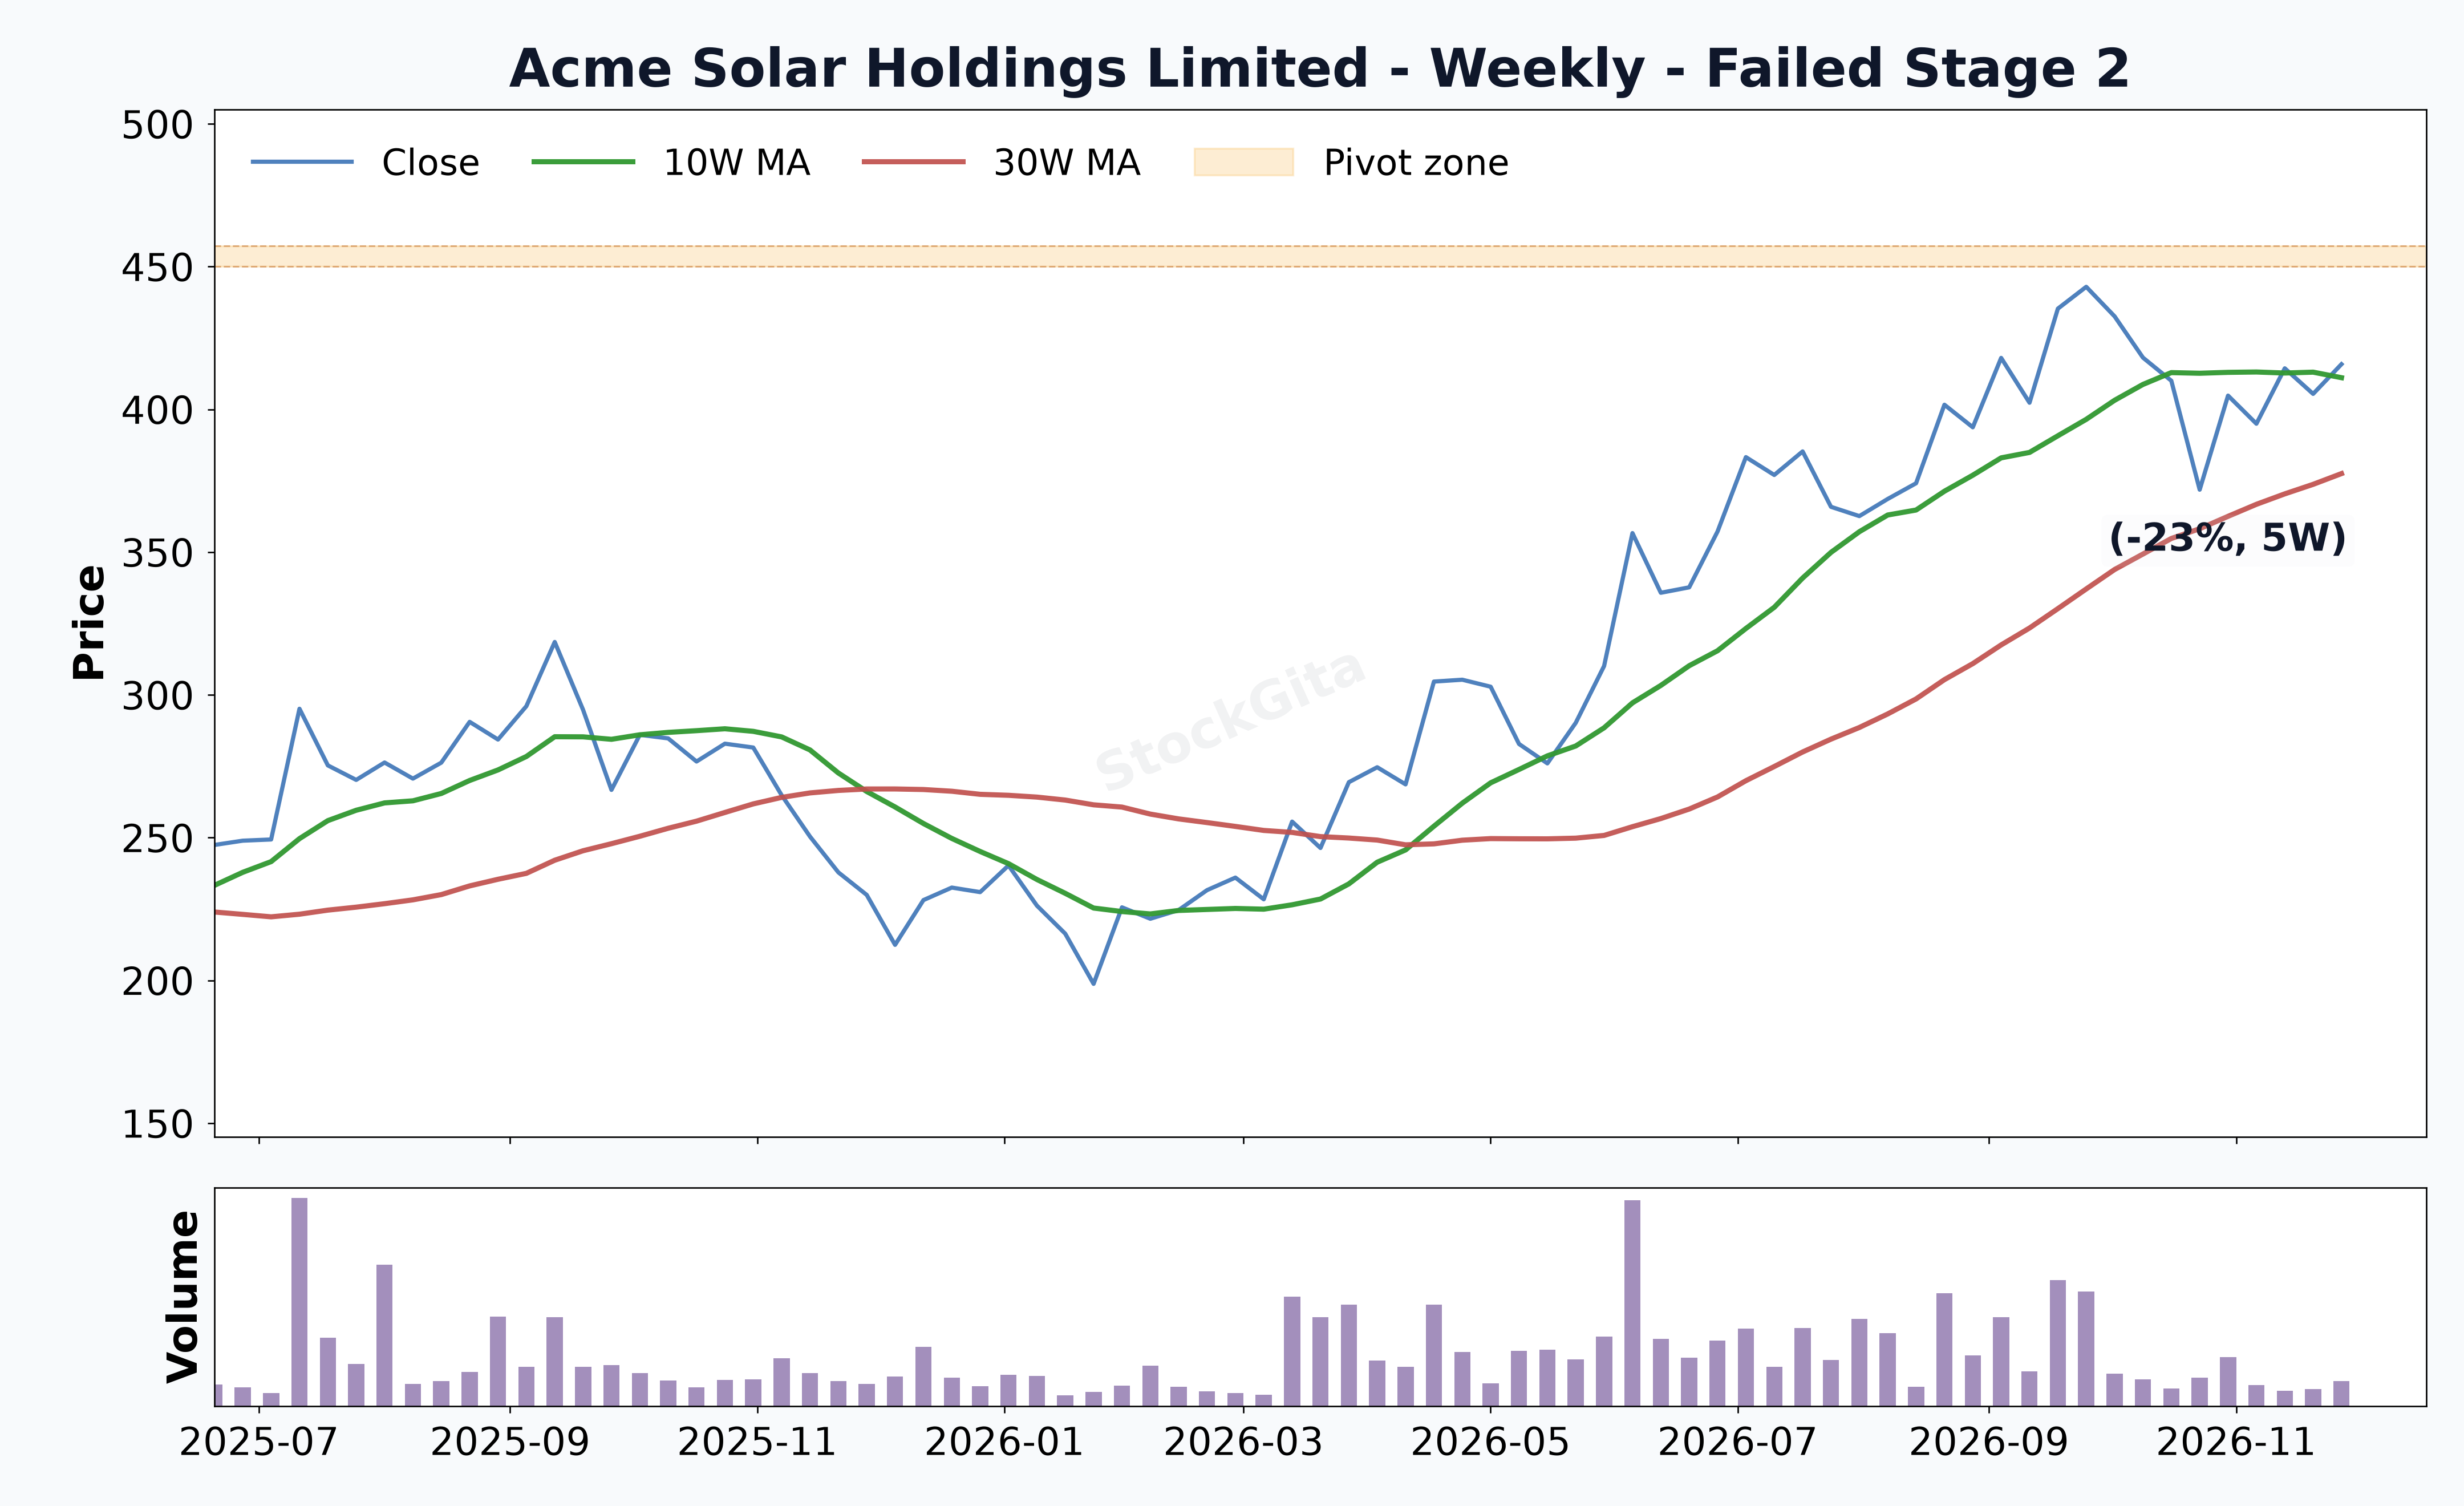 Acme Solar Holdings Limited - Weekly - Failed Stage 2
Close 10W MA 30W MA Pivot zone
500
450
400
350
300
250
200
150
Price
(-23%, 5W)
StockGita
Volume
2025-07 2025-09 2025-11 2026-01 2026-03 2026-05 2026-07 2026-09 2026-11